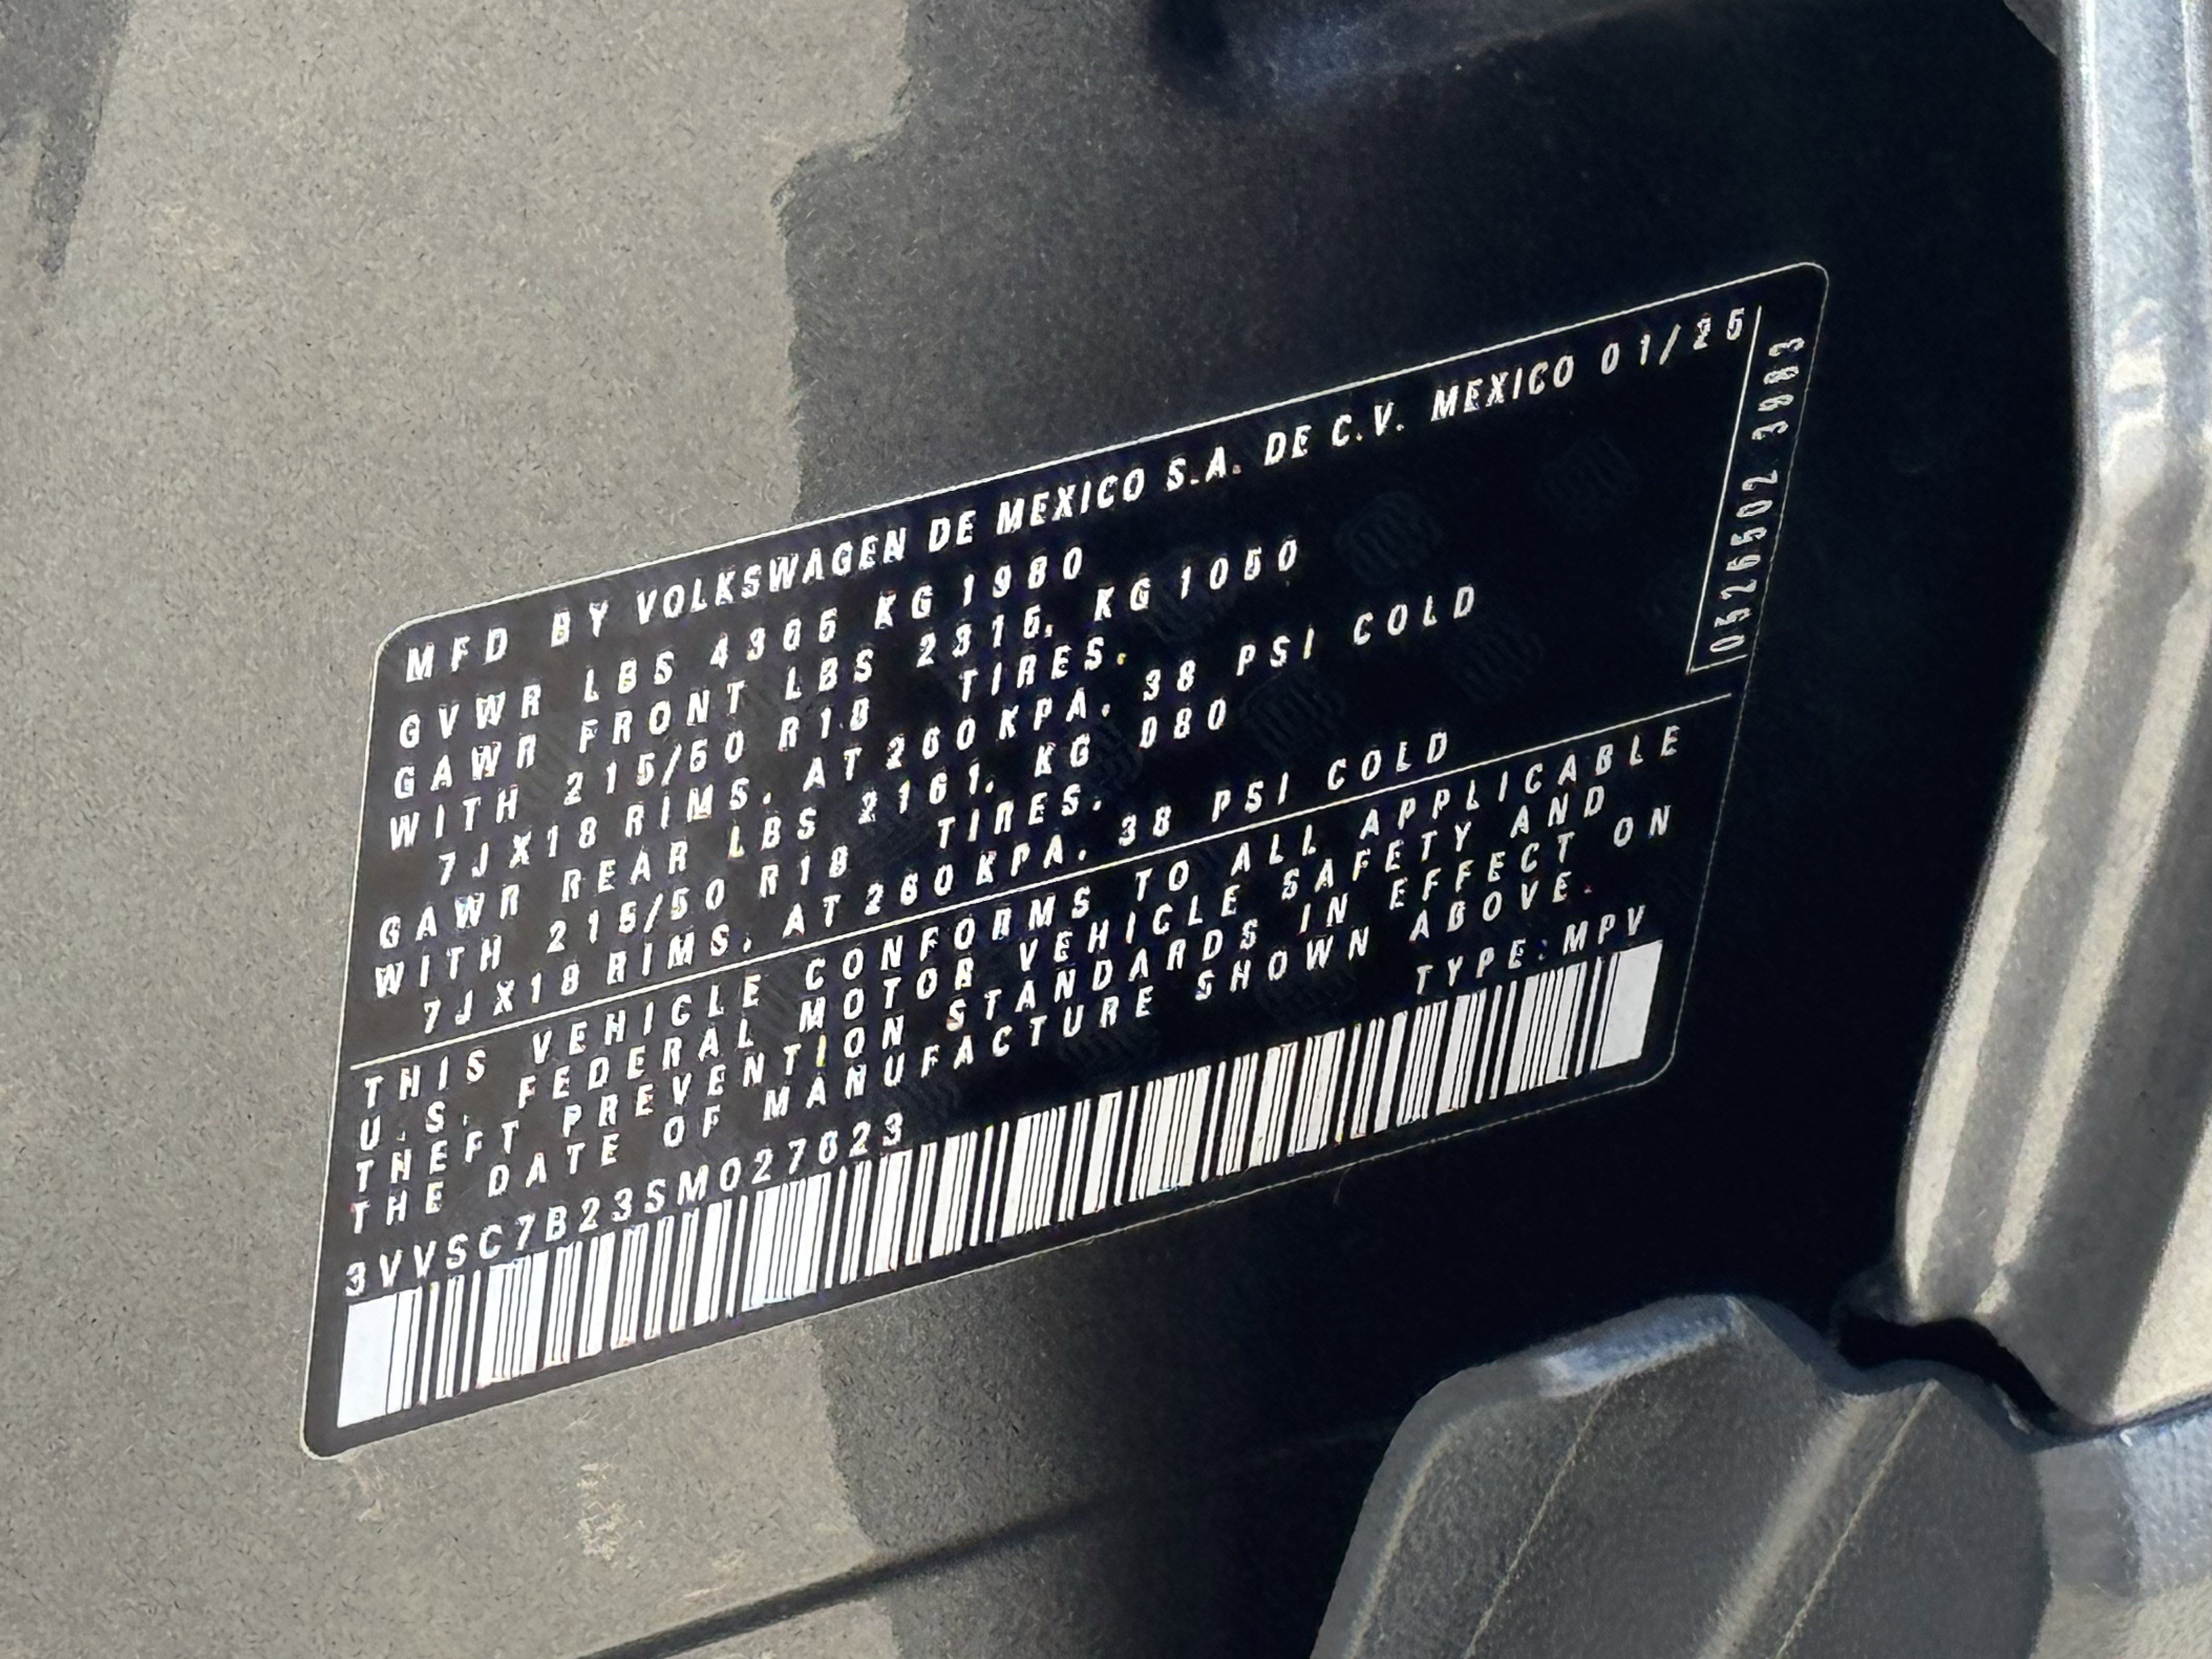 MFD BY VOLKSWAGEN DE MEXICO S.A. DE C.V. MEXICO 01/25
GVWR LBS 4365 KG 1980
GAWR FRONT LBS 2315, KG 1050
WITH 215/50 R18 TIRES.
7JX18 RIMS, AT 260KPA, 38 PSI COLD
GAWR REAR LBS 2161, KG 980
WITH 215/50 R18 TIRES.
7JX18 RIMS, AT 260KPA, 38 PSI COLD
THIS VEHICLE CONFORMS TO ALL APPLICABLE
U.S. FEDERAL MOTOR VEHICLE SAFETY AND
THEFT PREVENTION STANDARDS IN EFFECT ON
THE DATE OF MANUFACTURE SHOWN ABOVE.
3VVSC7B23SM027623 TYPE:MPV